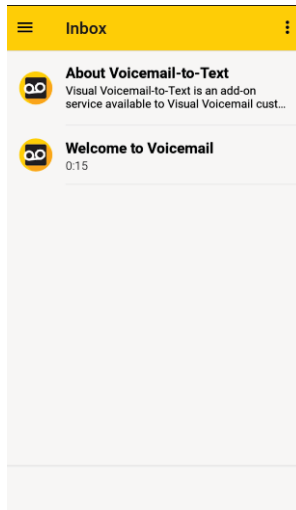 Inbox
About Voicemail-to-Text
Visual Voicemail-to-Text is an add-on
service available to Visual Voicemail cust...
Welcome to Voicemail
0:15